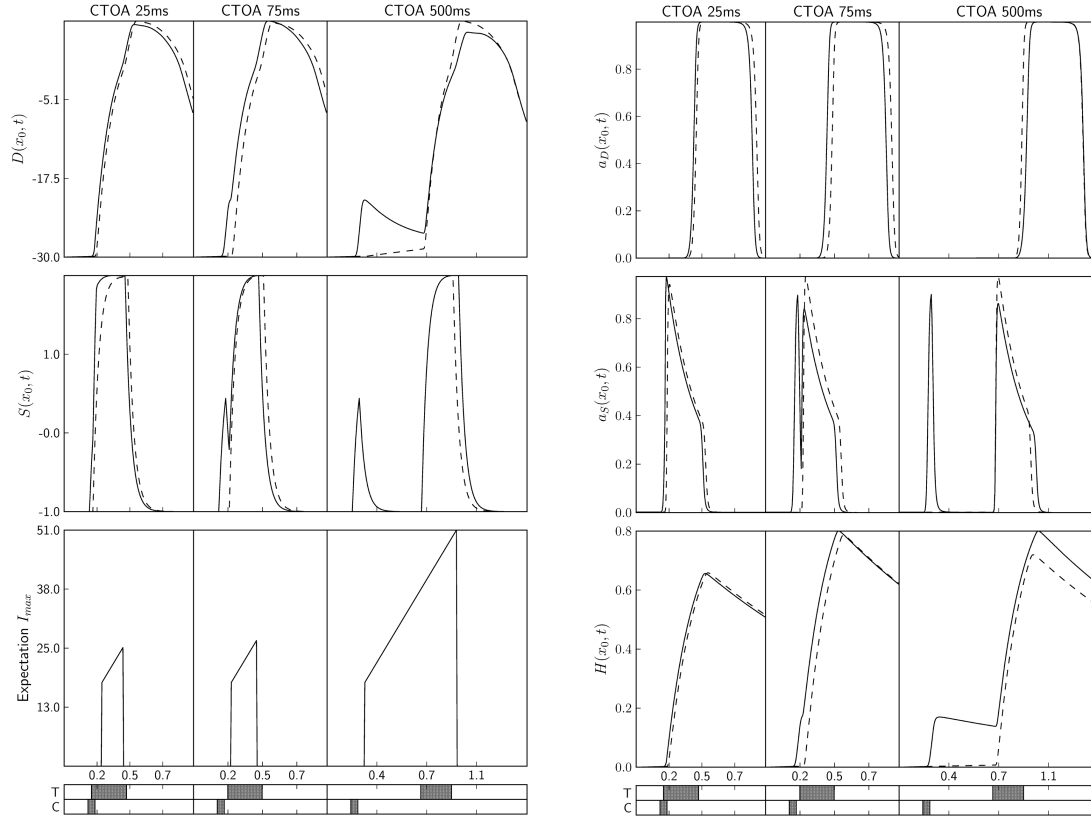 CTOA 25ms CTOA 75ms CTOA 500ms
D(x₀, t)
-5.1
-17.5
-30.0
S(x₀, t)
1.0
-0.0
-1.0
Expectation I_max
51.0
38.0
25.0
13.0
0.2 0.5 0.7 0.2 0.5 0.7 0.4 0.7 1.1
T
C
CTOA 25ms CTOA 75ms CTOA 500ms
a_D(x₀, t)
0.8
0.6
0.4
0.2
0.0
a_S(x₀, t)
0.8
0.6
0.4
0.2
0.0
H(x₀, t)
0.8
0.6
0.4
0.2
0.0
0.2 0.5 0.7 0.2 0.5 0.7 0.4 0.7 1.1
T
C